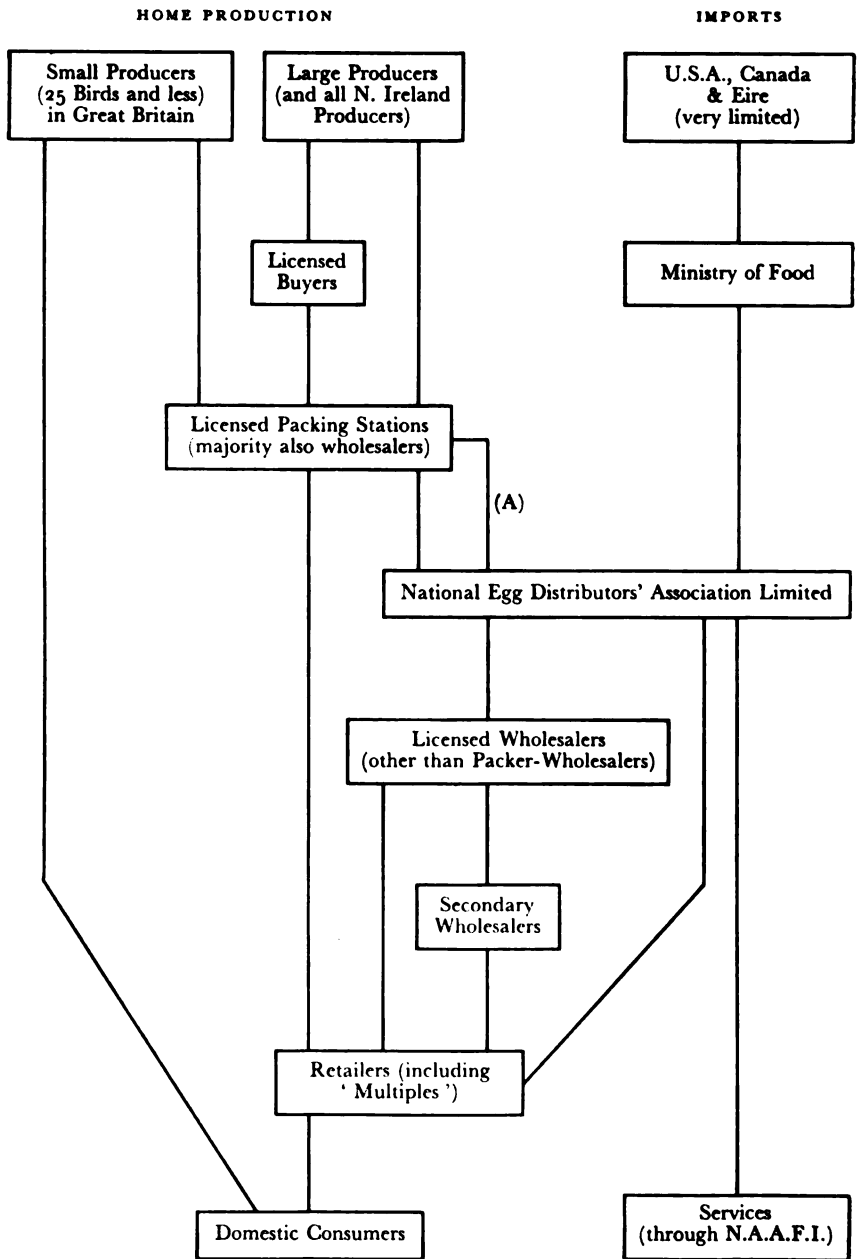 HOME PRODUCTION
IMPORTS
Small Producers
(25 Birds and less)
in Great Britain
Large Producers
(and all N. Ireland
Producers)
U.S.A., Canada
& Eire
(very limited)
Licensed
Buyers
Ministry of Food
Licensed Packing Stations
(majority also wholesalers)
(A)
National Egg Distributors' Association Limited
Licensed Wholesalers
(other than Packer-Wholesalers)
Secondary
Wholesalers
Retailers (including
' Multiples ')
Domestic Consumers
Services
(through N.A.A.F.I.)